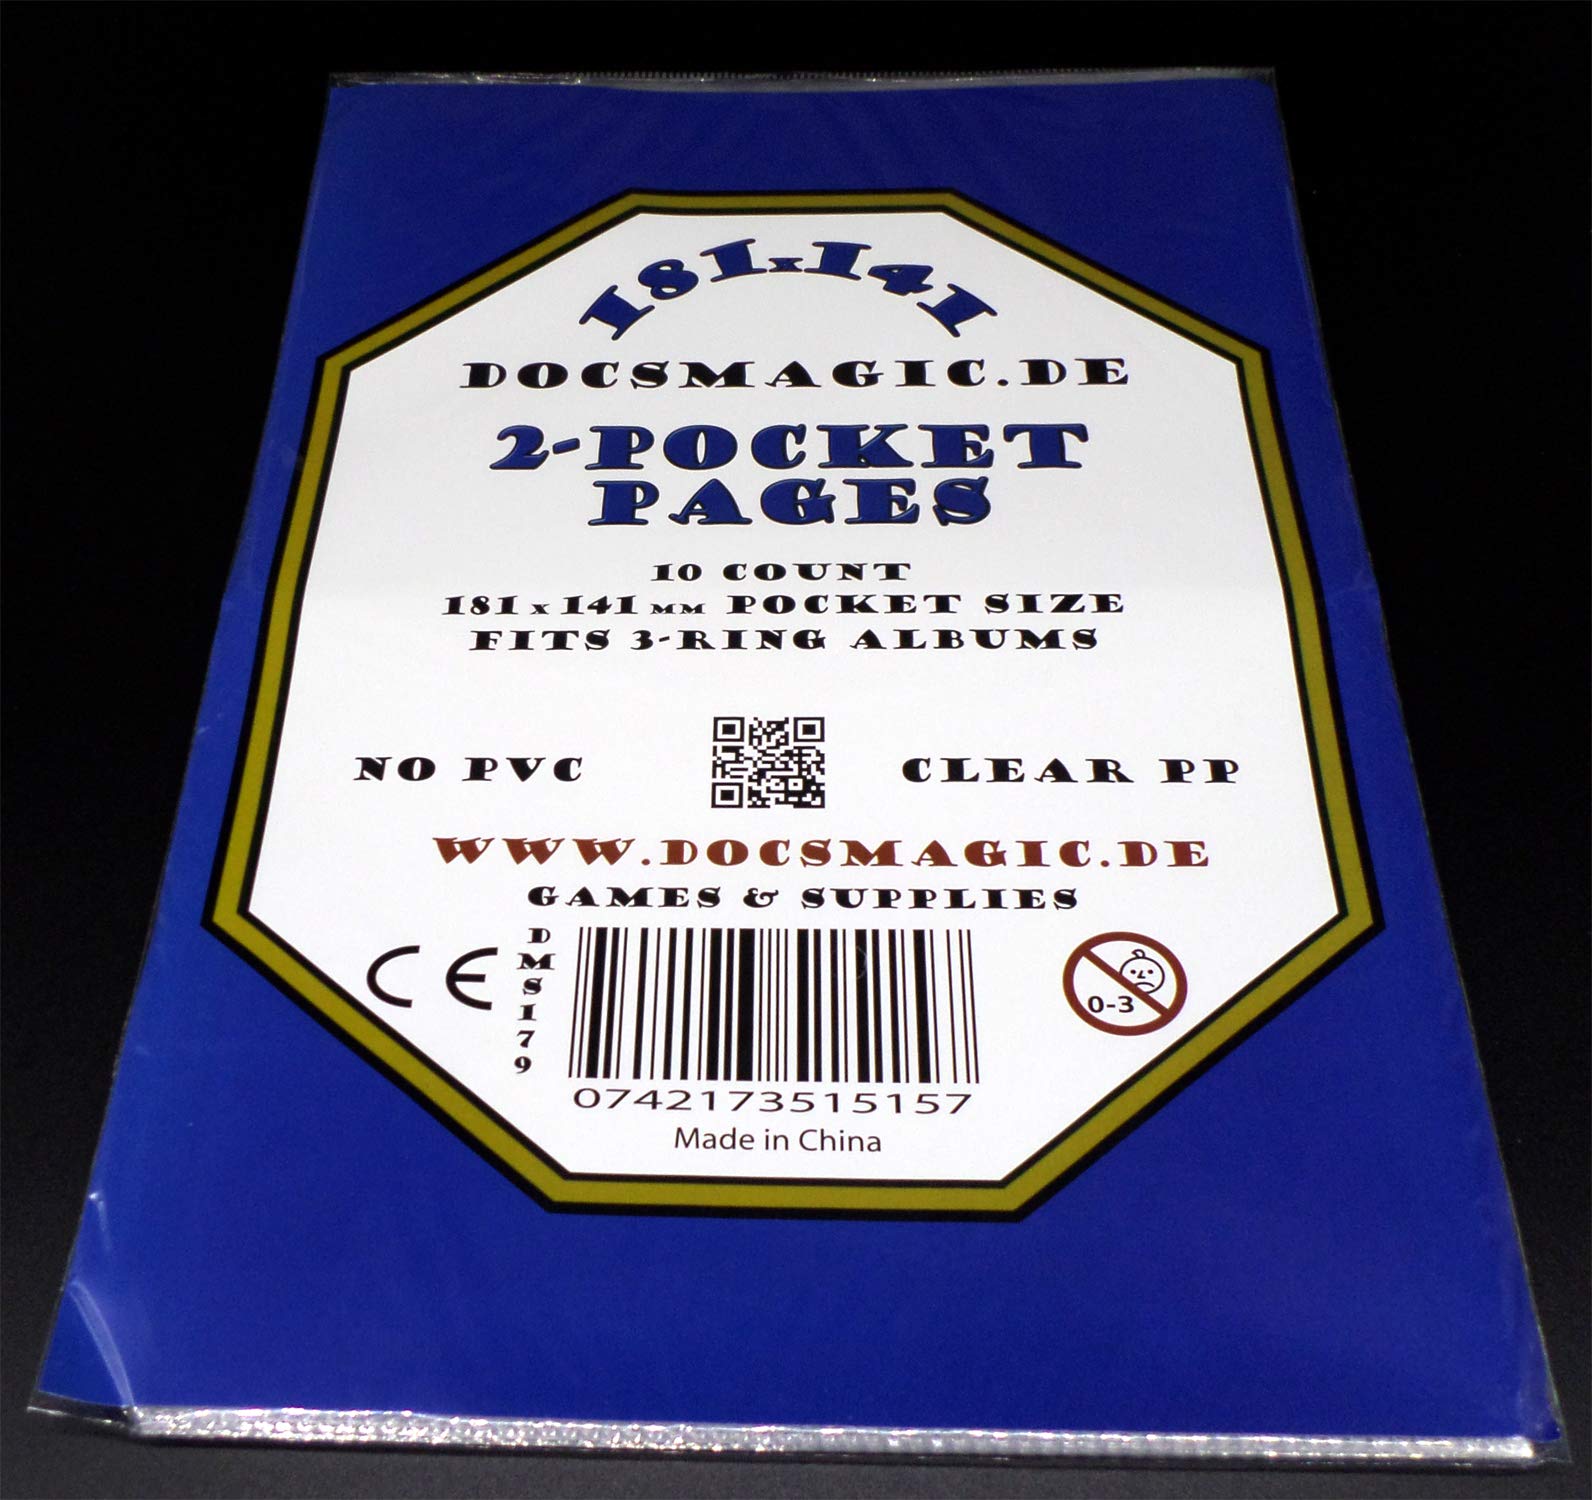 181x141
DOCSMAGIC.DE
2-POCKET
PAGES
10 COUNT
181 x 141 MM POCKET SIZE
FITS 3-RING ALBUMS
NO PVC
CLEAR PP
WWW.DOCSMAGIC.DE
GAMES & SUPPLIES
CE
DMS179
0-3
0742173515157
Made in China